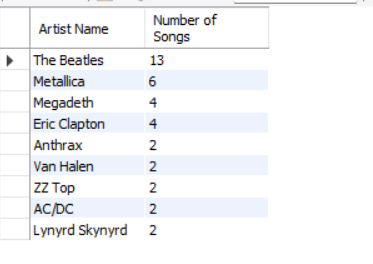 Artist Name Number of
Songs
The Beatles 13
Metallica 6
Megadeth 4
Eric Clapton 4
Anthrax 2
Van Halen 2
ZZ Top 2
AC/DC 2
Lynyrd Skynyrd 2